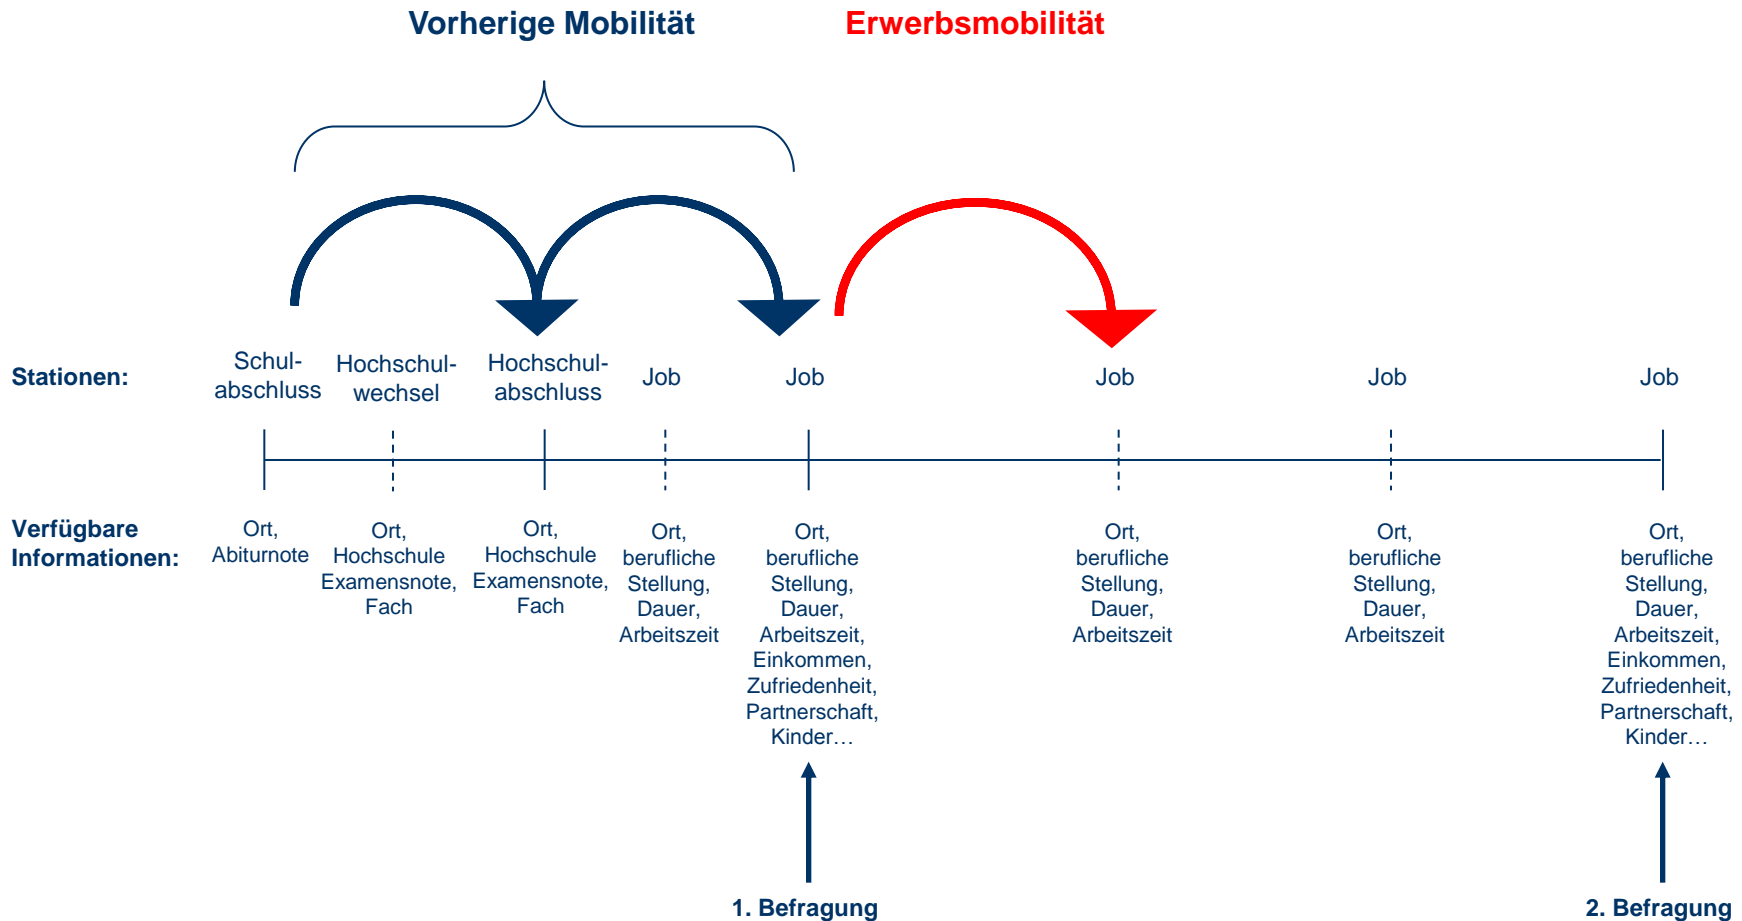 Vorherige Mobilität
Erwerbsmobilität
Stationen:
Schul-
abschluss
Hochschul-
wechsel
Hochschul-
abschluss
Job
Job
Job
Job
Job
Verfügbare
Informationen:
Ort,
Abiturnote
Ort,
Hochschule
Examensnote,
Fach
Ort,
Hochschule
Examensnote,
Fach
Ort,
berufliche
Stellung,
Dauer,
Arbeitszeit
Ort,
berufliche
Stellung,
Dauer,
Arbeitszeit,
Einkommen,
Zufriedenheit,
Partnerschaft,
Kinder…
Ort,
berufliche
Stellung,
Dauer,
Arbeitszeit
Ort,
berufliche
Stellung,
Dauer,
Arbeitszeit
Ort,
berufliche
Stellung,
Dauer,
Arbeitszeit,
Einkommen,
Zufriedenheit,
Partnerschaft,
Kinder…
1. Befragung
2. Befragung